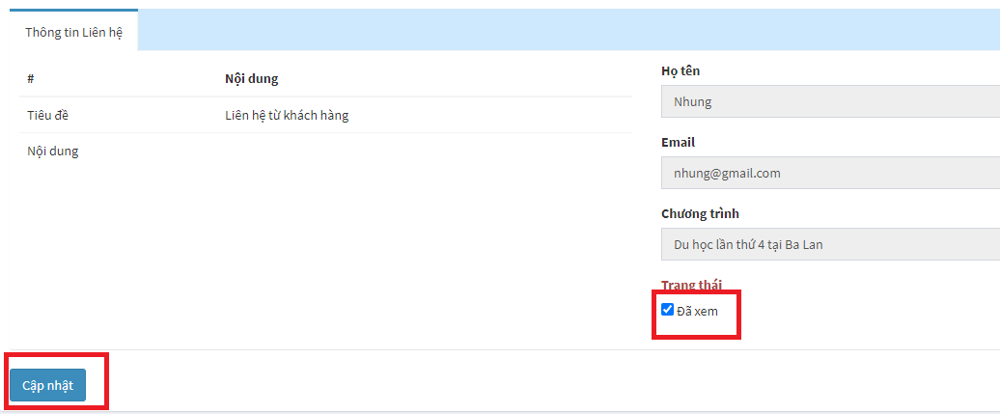 Thông tin Liên hệ
# Nội dung
Tiêu đề Liên hệ từ khách hàng
Nội dung
Họ tên
Nhung
Email
nhung@gmail.com
Chương trình
Du học lần thứ 4 tại Ba Lan
Trạng thái
Đã xem
Cập nhật